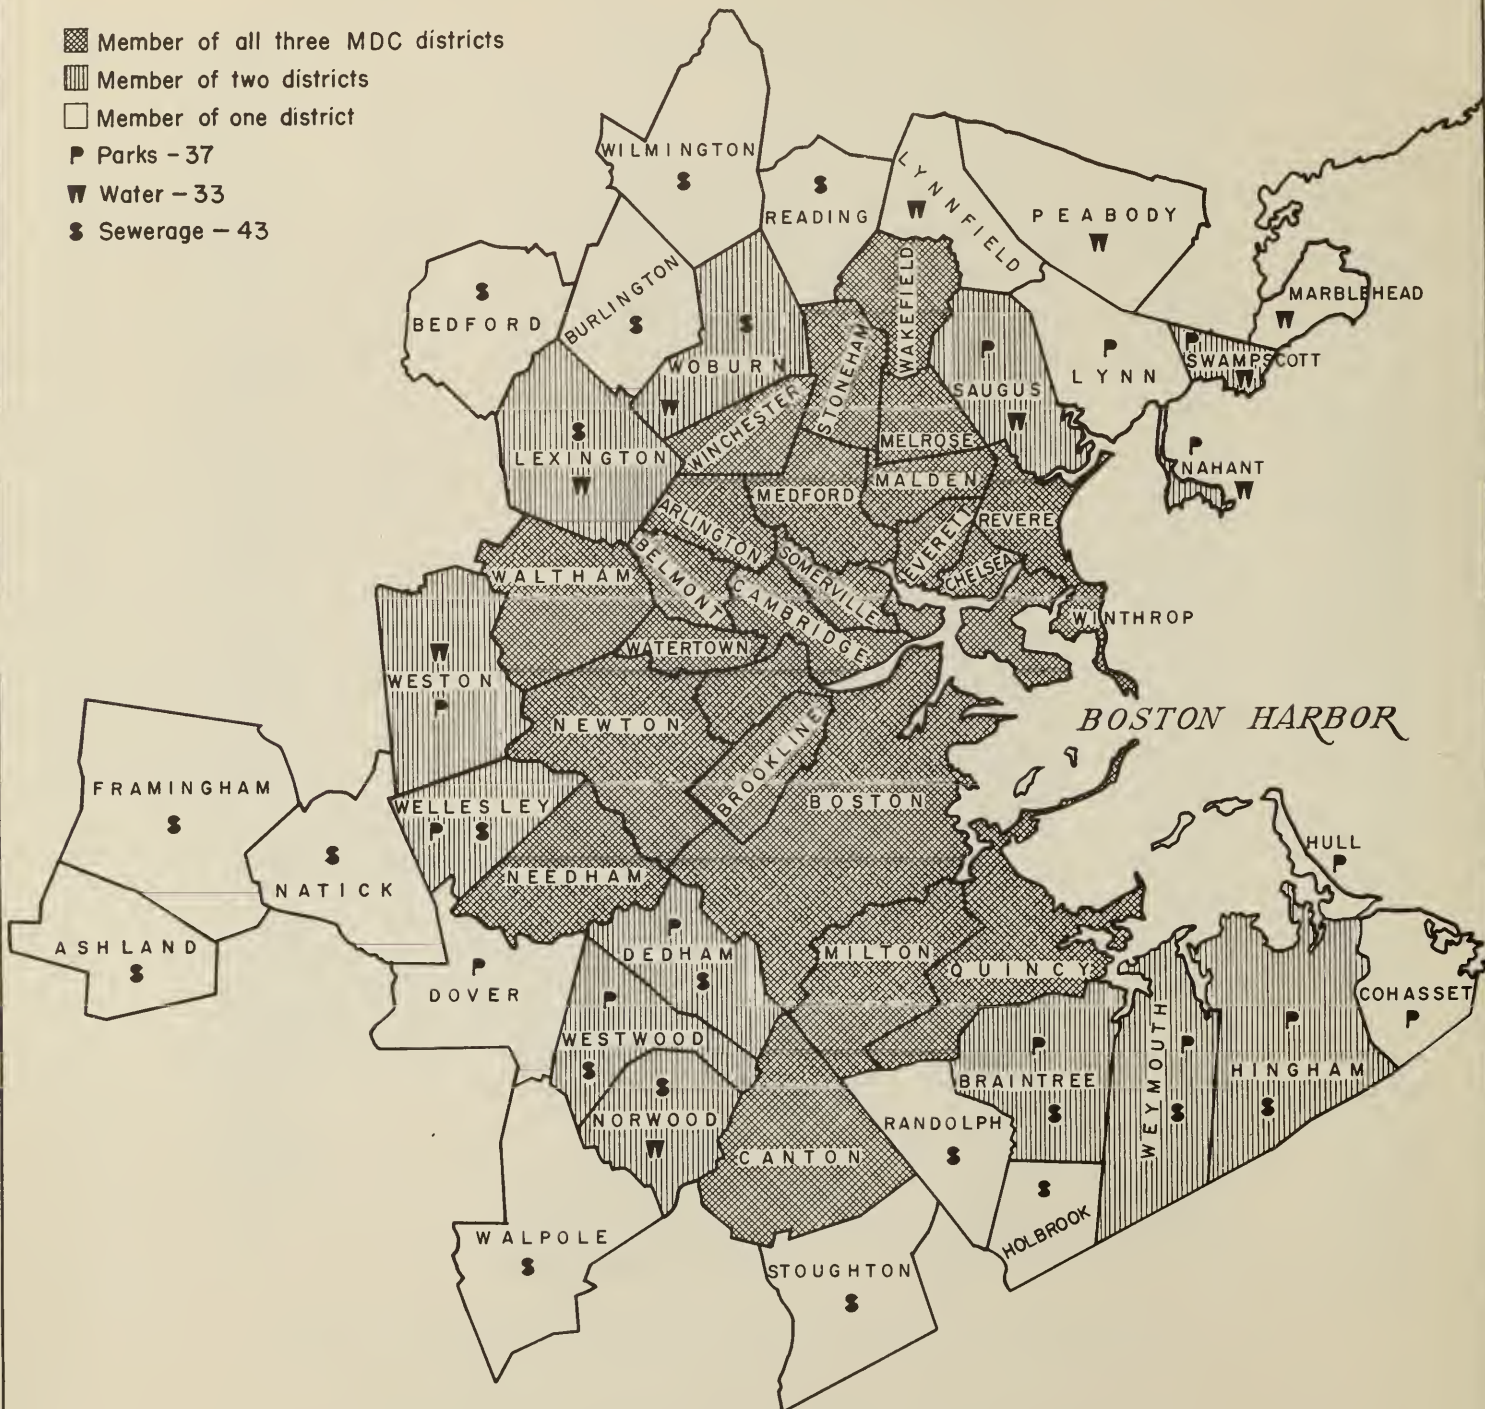 Member of all three MDC districts
Member of two districts
Member of one district
P Parks – 37
W Water – 33
S Sewerage – 43
WILMINGTON
S
READING
S
LYNNFIELD
W
PEABODY
W
MARBLEHEAD
W
BEDFORD
S
BURLINGTON
S
WOBURN
S
W
WAKEFIELD
STONEHAM
SAUGUS
P
W
LYNN
P
SWAMPSCOTT
P
W
NAHANT
P
W
LEXINGTON
S
W
WINCHESTER
MELROSE
MEDFORD
MALDEN
REVERE
ARLINGTON
EVERETT
CHELSEA
BELMONT
SOMERVILLE
CAMBRIDGE
WALTHAM
WATERTOWN
WINTHROP
W
WESTON
P
NEWTON
BROOKLINE
BOSTON
BOSTON HARBOR
FRAMINGHAM
S
WELLESLEY
P S
NATICK
S
NEEDHAM
HULL
P
ASHLAND
S
DOVER
P
DEDHAM
P
S
MILTON
QUINCY
COHASSET
P
WESTWOOD
P
S
NORWOOD
S
W
BRAINTREE
P
S
WEYMOUTH
P
S
HINGHAM
P
S
CANTON
RANDOLPH
S
HOLBROOK
S
WALPOLE
S
STOUGHTON
S